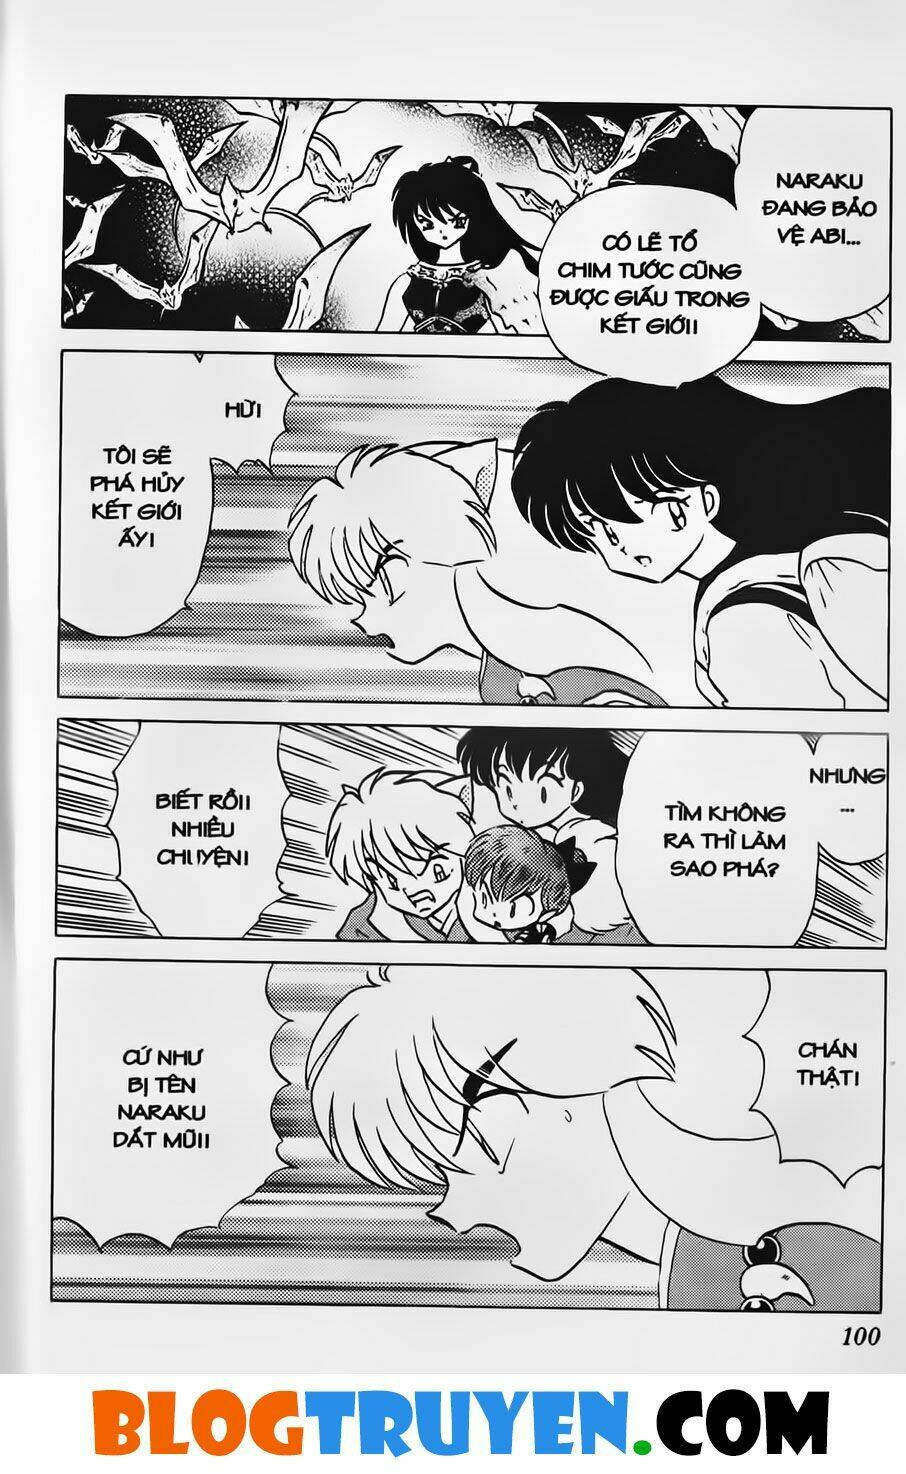 NARAKU
ĐANG BẢO
VỆ ABI...
CÓ LẼ TỔ
CHIM TƯỚC CŨNG
ĐƯỢC GIẤU TRONG
KẾT GIỚI!
HỪ!
TÔI SẼ
PHÁ HỦY
KẾT GIỚI
ẤY!
NHƯNG
...
TÌM KHÔNG
RA THÌ LÀM
SAO PHÁ?
BIẾT RỒI!
NHIỀU
CHUYỆN!
CHÁN
THẬT!
CỨ NHƯ
BỊ TÊN
NARAKU
DẮT MŨI!
100
BLOGTRUYEN.COM